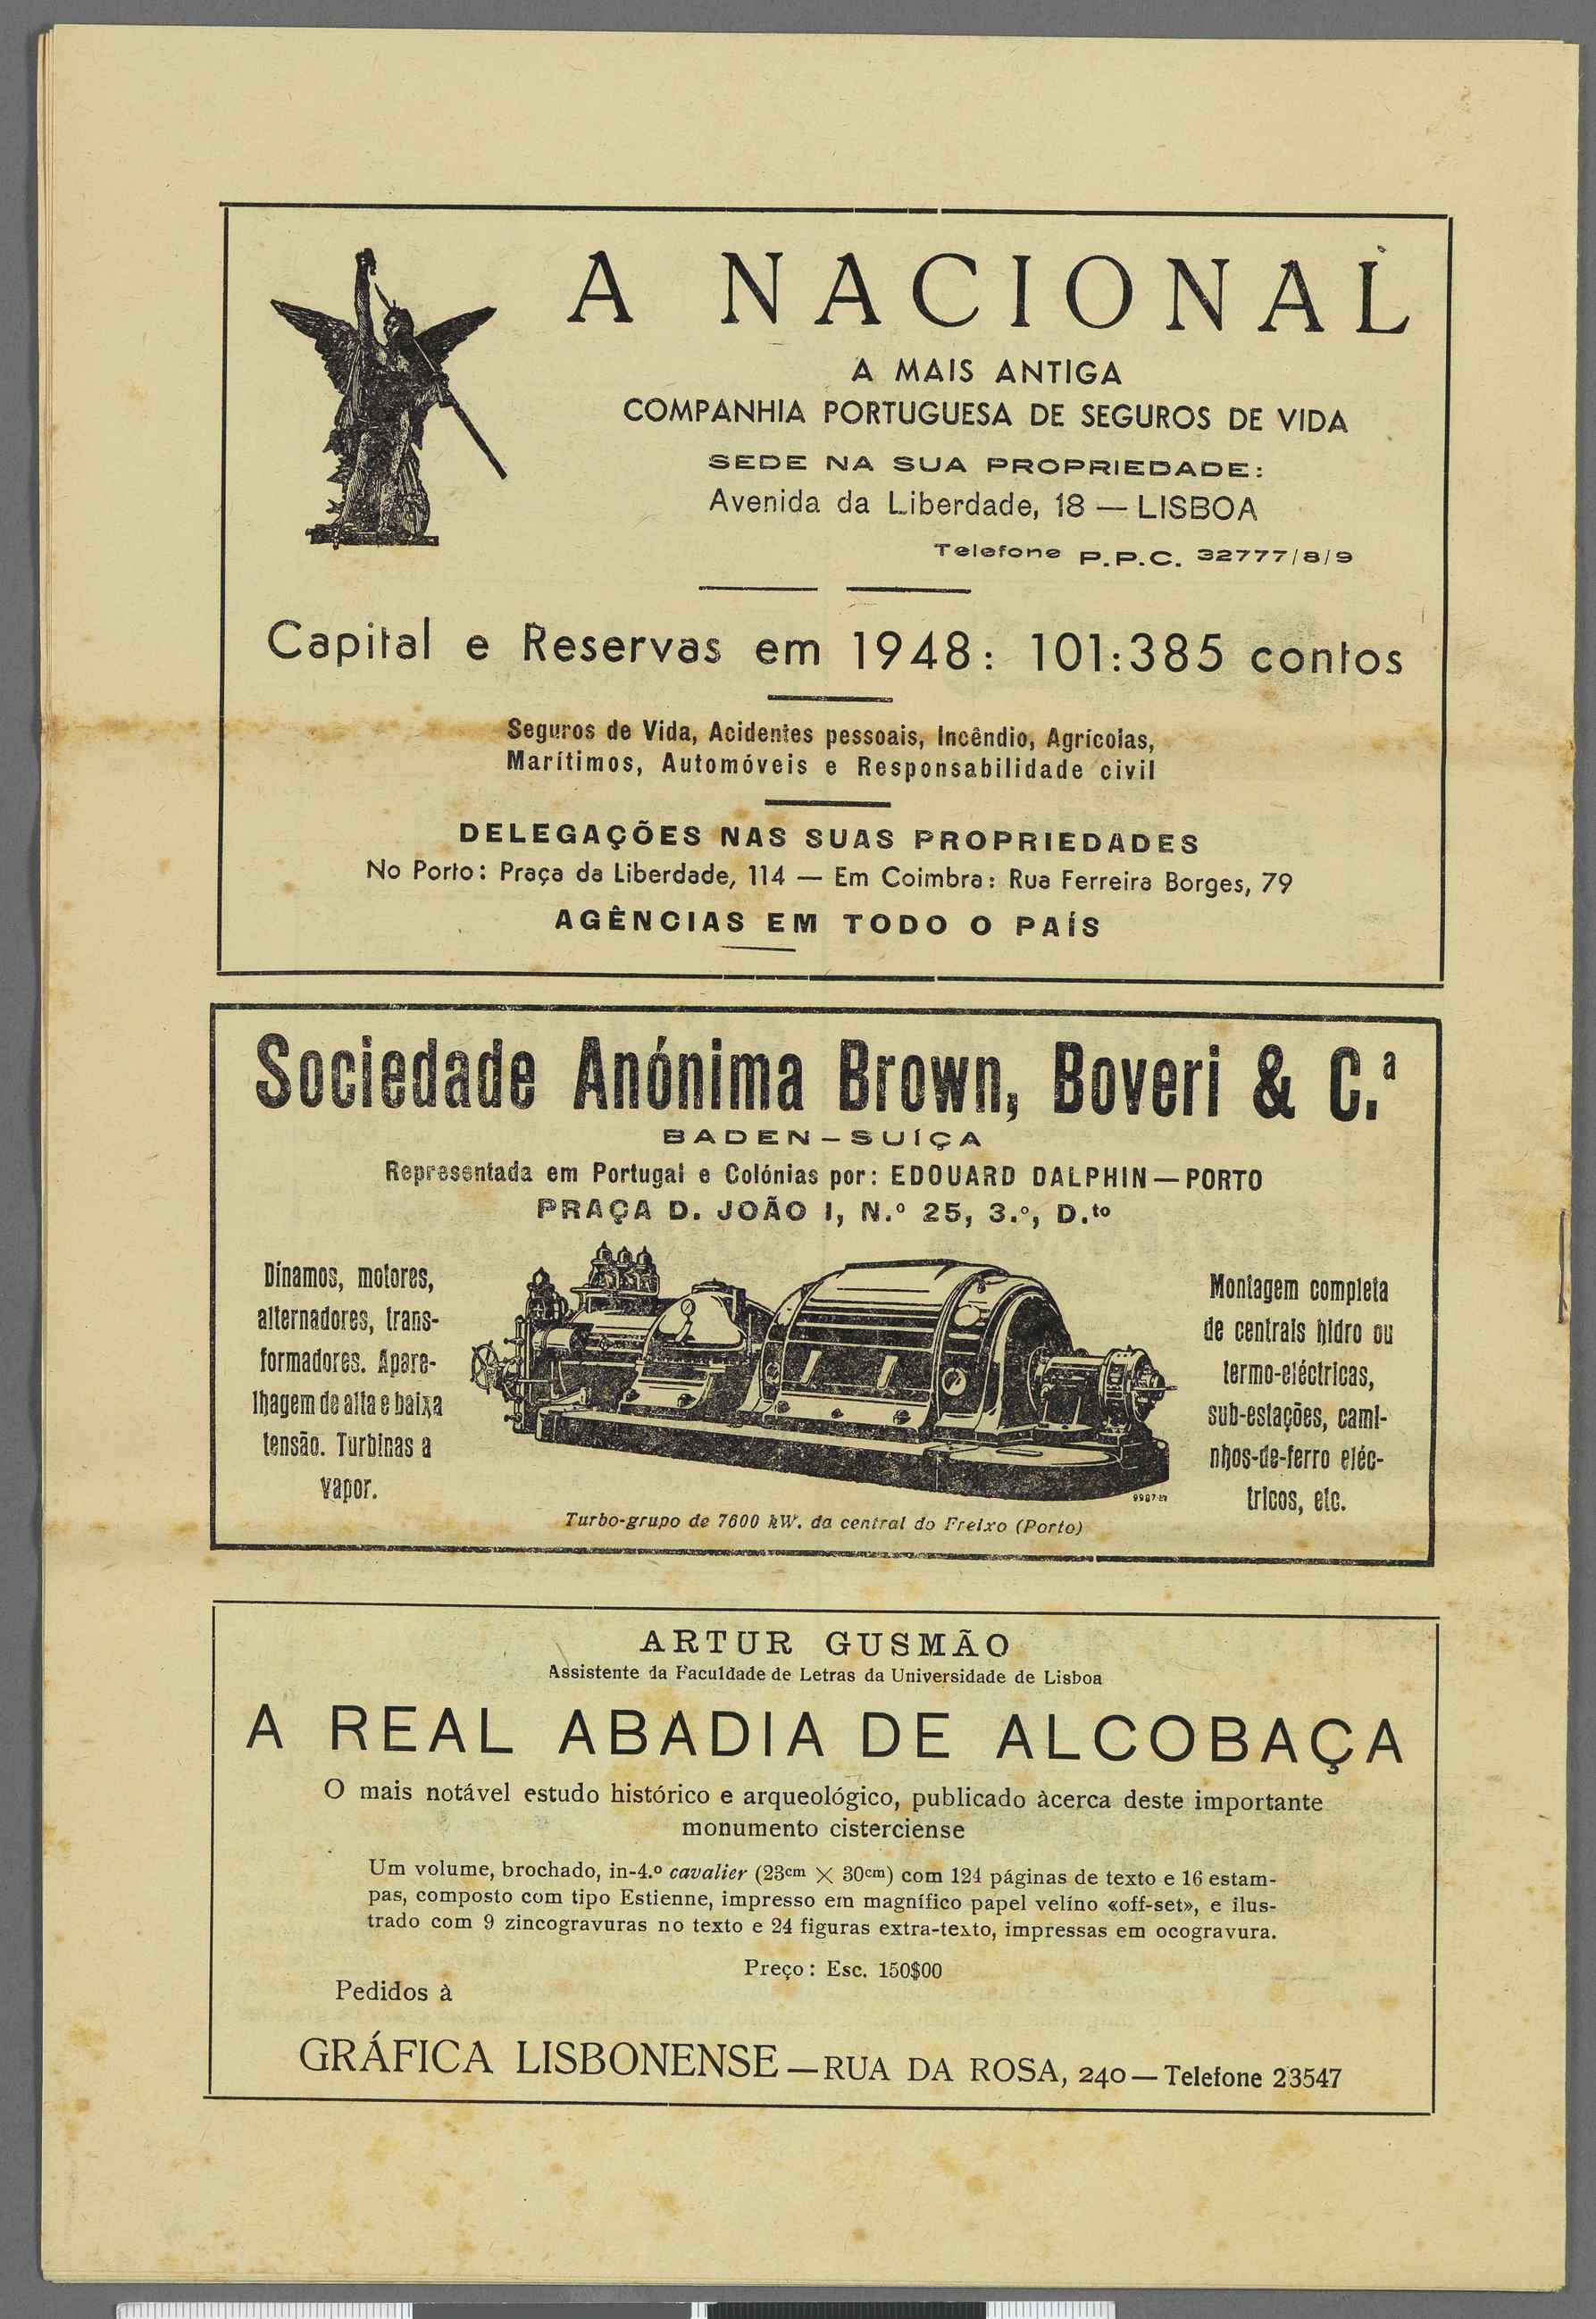 A NACIONAL
A MAIS ANTIGA
COMPANHIA PORTUGUESA DE SEGUROS DE VIDA
SEDE NA SUA PROPRIEDADE:
Avenida da Liberdade, 18 — LISBOA
Telefone P.P.C. 32777/8/9
Capital e Reservas em 1948: 101:385 contos
Seguros de Vida, Acidentes pessoais, Incêndio, Agrícolas,
Marítimos, Automóveis e Responsabilidade civil
DELEGAÇÕES NAS SUAS PROPRIEDADES
No Porto: Praça da Liberdade, 114 — Em Coimbra: Rua Ferreira Borges, 79
AGÊNCIAS EM TODO O PAÍS
Sociedade Anónima Brown, Boveri & C.ª
BADEN–SUÍÇA
Representada em Portugal e Colónias por: EDOUARD DALPHIN — PORTO
PRAÇA D. JOÃO I, N.º 25, 3.º, D.to
Dínamos, motores,
alternadores, trans-
formadores. Apare-
lhagem de alta e baixa
tensão. Turbinas a
vapor.
Montagem completa
de centrais hidro ou
termo-eléctricas,
sub-estações, cami-
nhos-de-ferro eléc-
tricos, etc.
Turbo-grupo de 7600 kW. da central do Freixo (Porto)
ARTUR GUSMÃO
Assistente da Faculdade de Letras da Universidade de Lisboa
A REAL ABADIA DE ALCOBAÇA
O mais notável estudo histórico e arqueológico, publicado àcerca deste importante
monumento cisterciense
Um volume, brochado, in-4.º cavalier (23cm × 30cm) com 124 páginas de texto e 16 estam-
pas, composto com tipo Estienne, impresso em magnífico papel velino «off-set», e ilus-
trado com 9 zincogravuras no texto e 24 figuras extra-texto, impressas em ocogravura.
Preço: Esc. 150$00
Pedidos à
GRÁFICA LISBONENSE — RUA DA ROSA, 240 — Telefone 23547